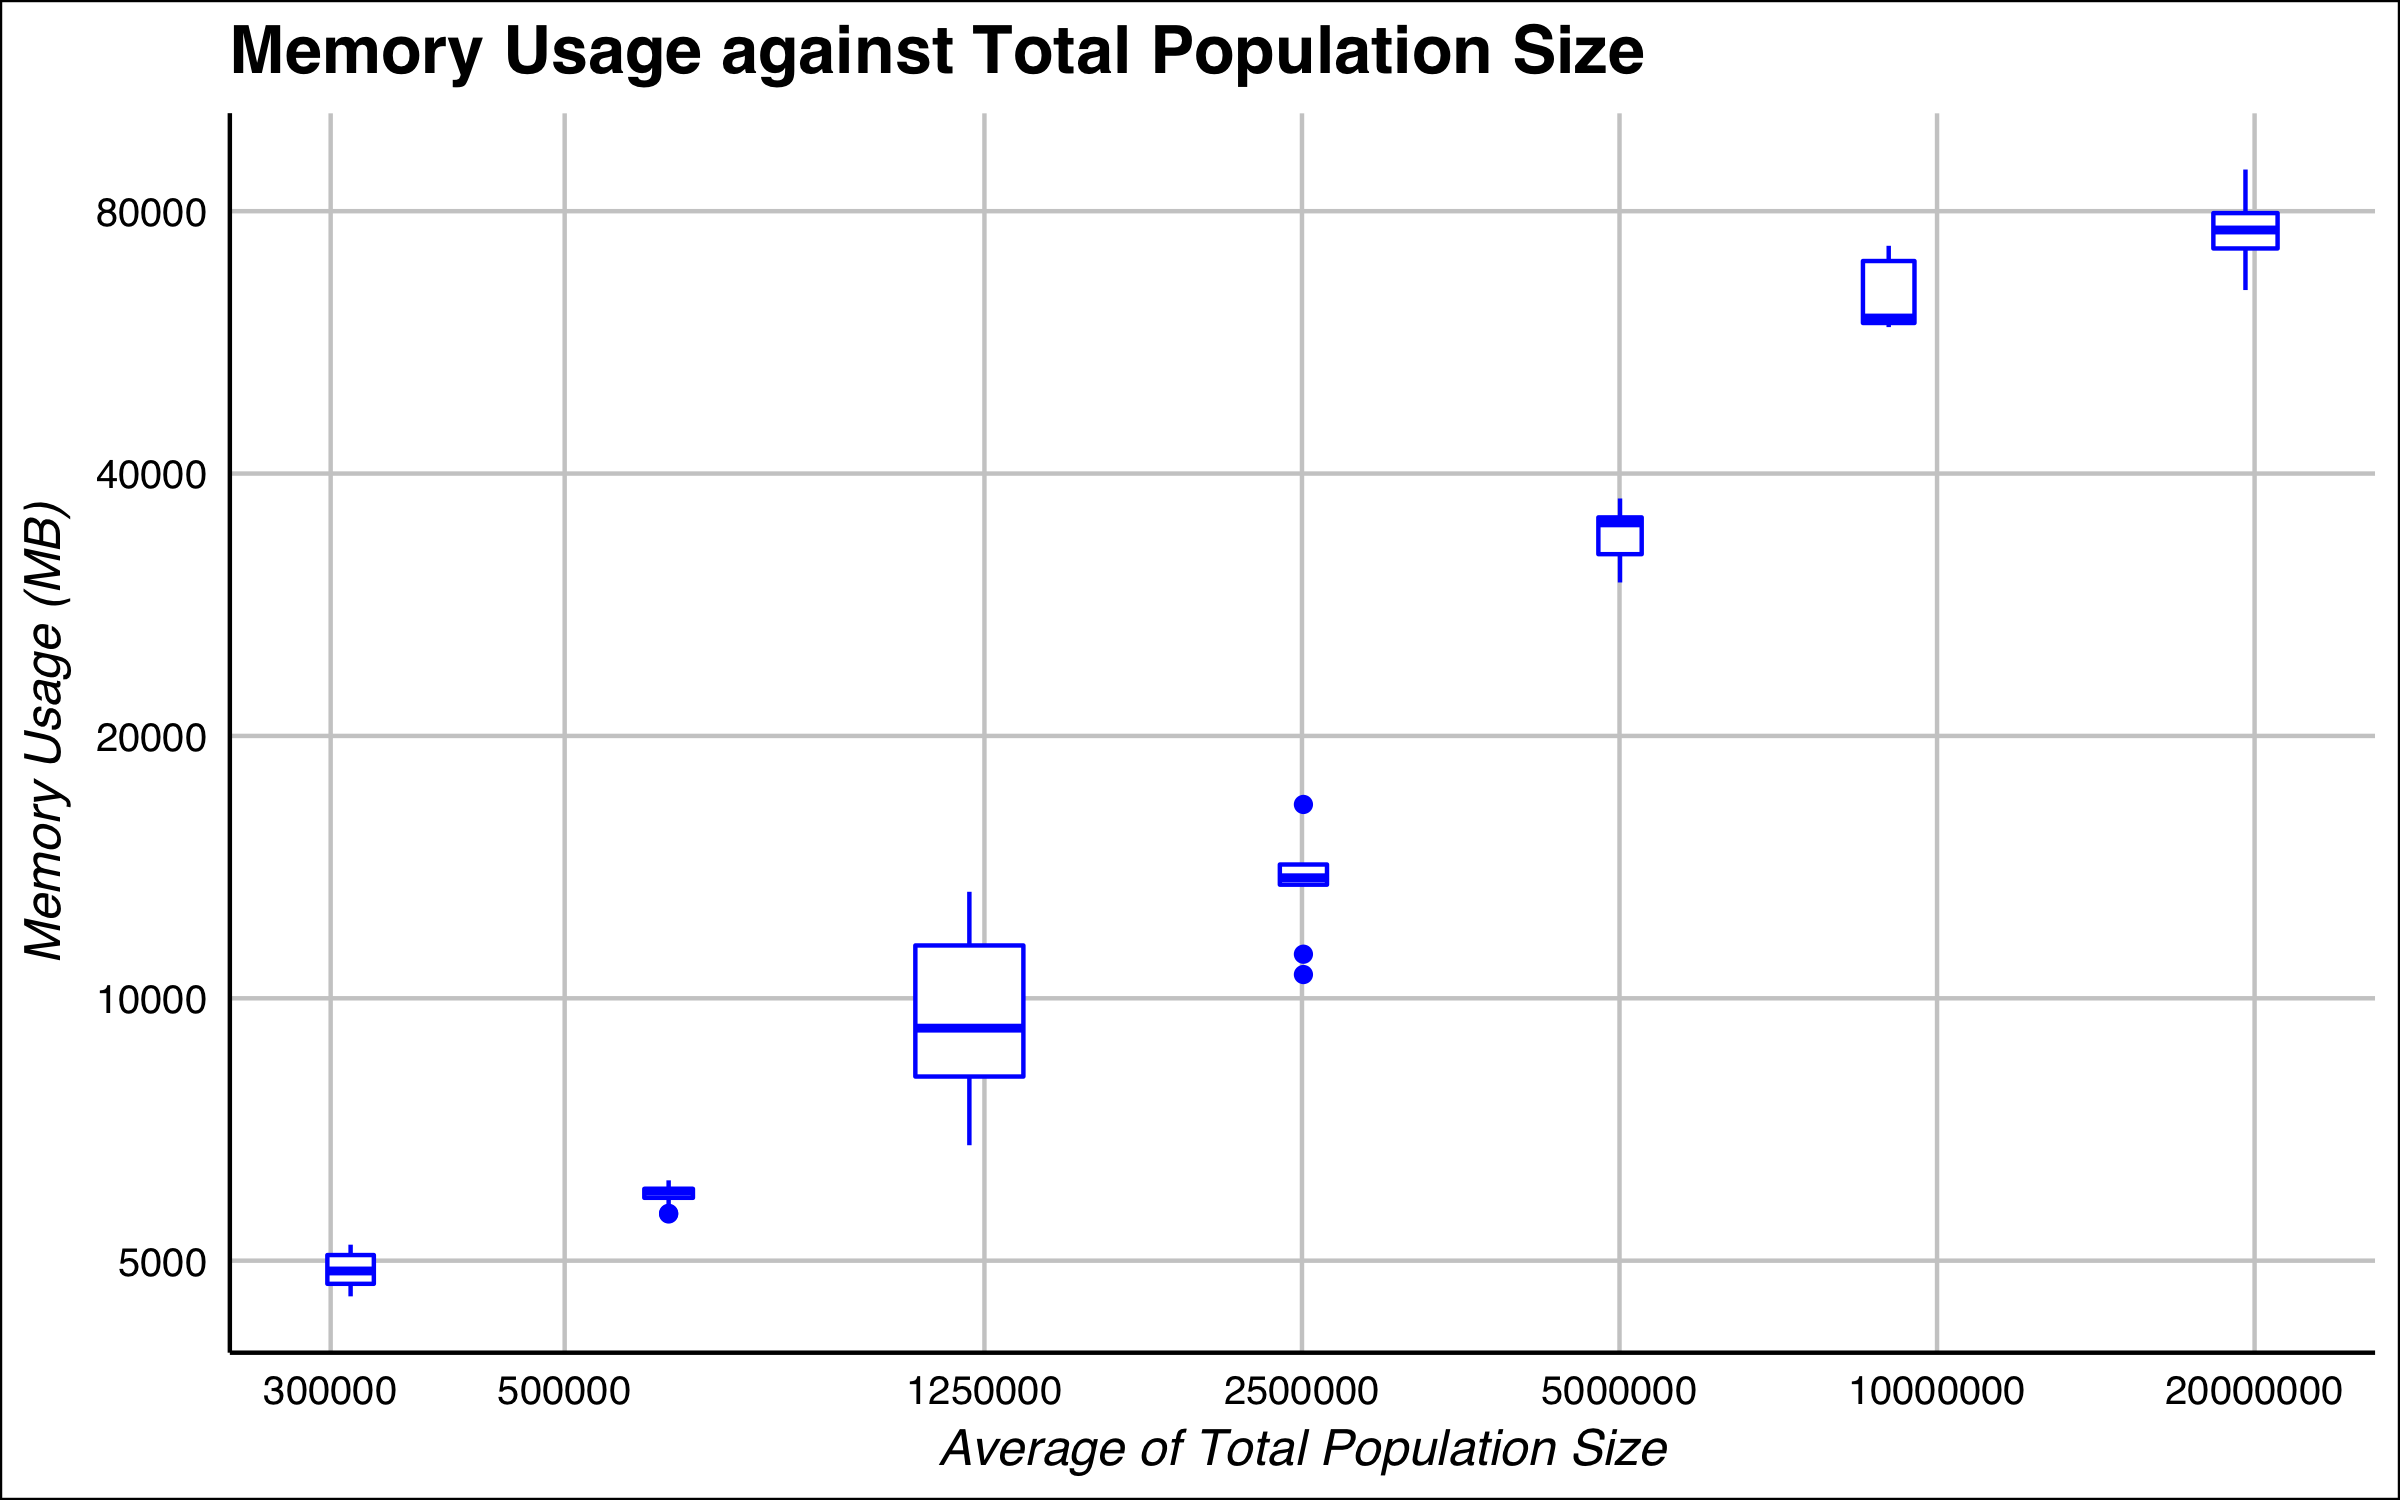 Memory Usage against Total Population Size
Memory Usage (MB)
80000
40000
20000
10000
5000
300000 500000 1250000 2500000 5000000 10000000 20000000
Average of Total Population Size